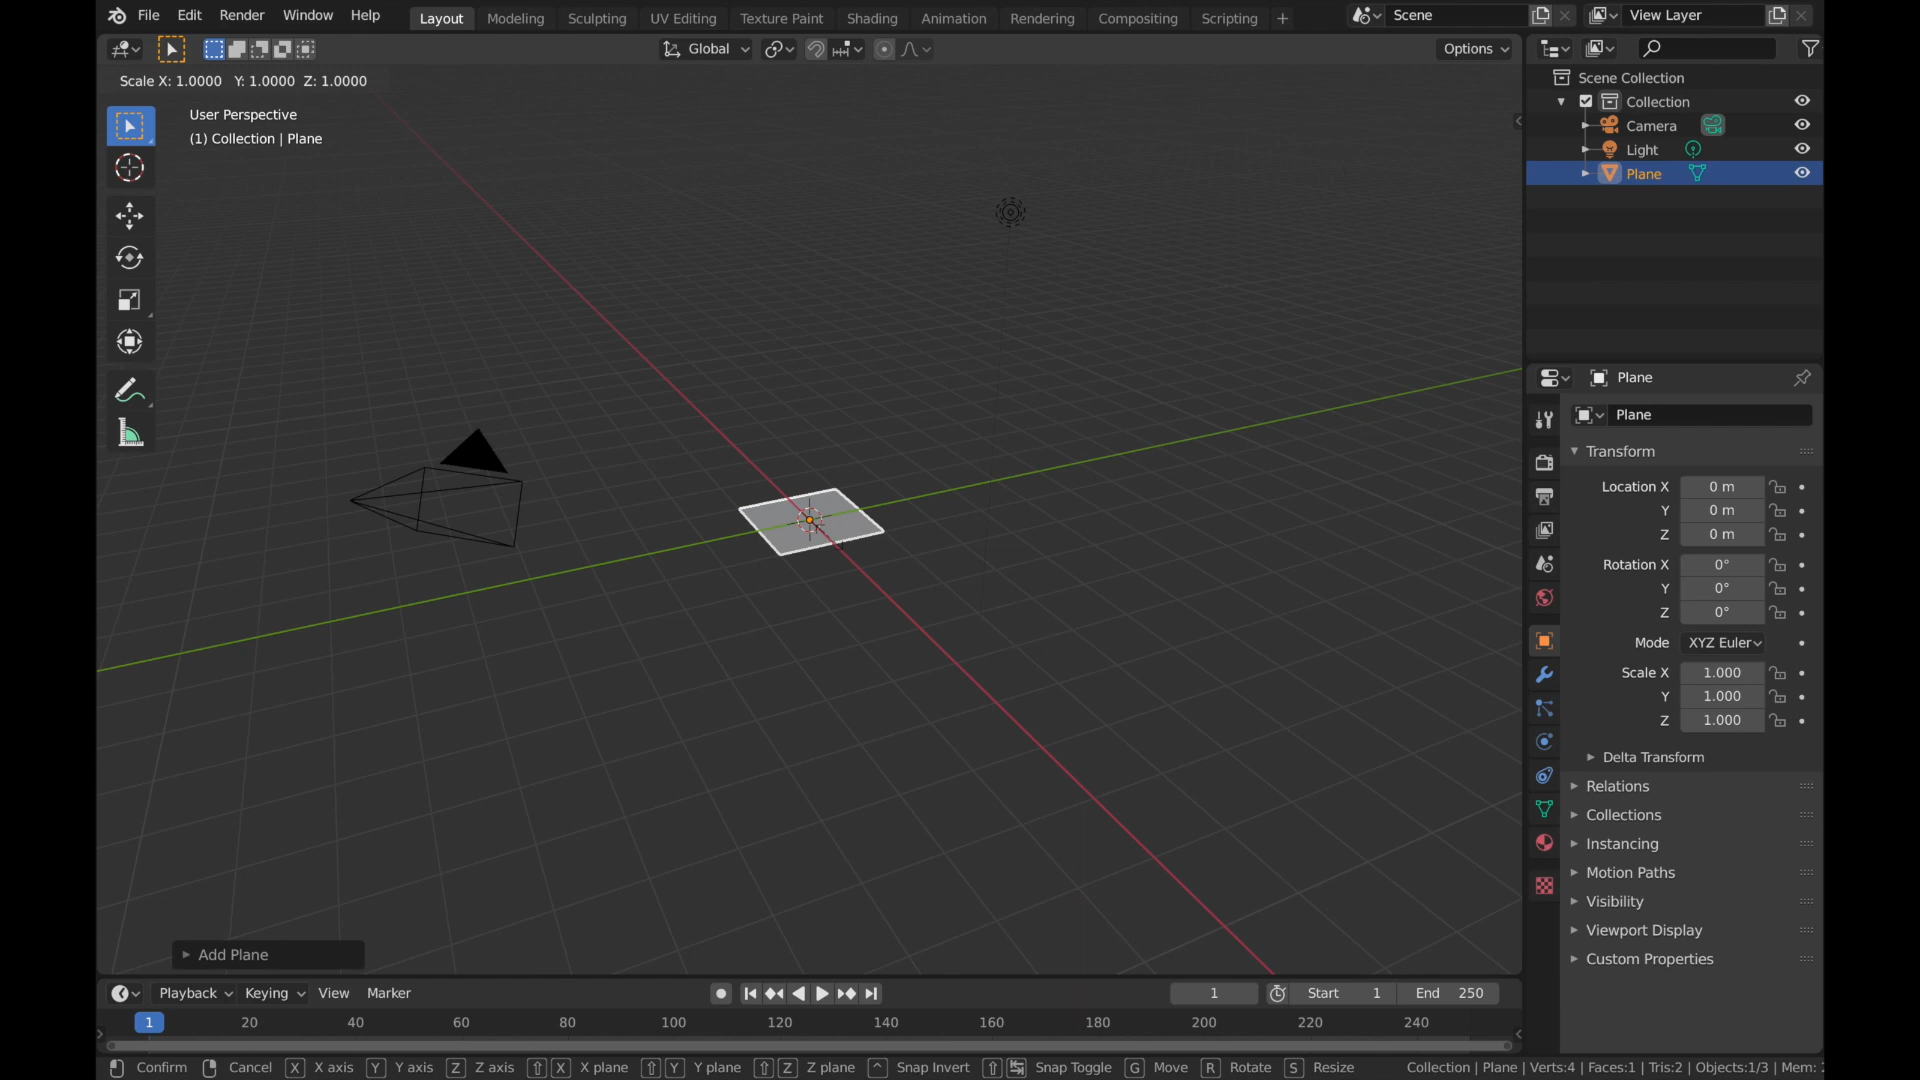 File Edit Render Window Help
Layout Modeling Sculpting UV Editing Texture Paint Shading Animation Rendering Compositing Scripting +
Scene
View Layer
Global
Options
Scale X: 1.0000 Y: 1.0000 Z: 1.0000
User Perspective
(1) Collection | Plane
Scene Collection
Collection
Camera
Light
Plane
Plane
Plane
Transform
Location X 0 m
Y 0 m
Z 0 m
Rotation X 0°
Y 0°
Z 0°
Mode XYZ Euler
Scale X 1.000
Y 1.000
Z 1.000
Delta Transform
Relations
Collections
Instancing
Motion Paths
Visibility
Viewport Display
Custom Properties
Add Plane
Playback Keying View Marker
1 Start 1 End 250
1 20 40 60 80 100 120 140 160 180 200 220 240
Confirm Cancel X X axis Y Y axis Z Z axis X X plane Y Y plane Z Z plane ^ Snap Invert Snap Toggle G Move R Rotate S Resize Collection | Plane | Verts:4 | Faces:1 | Tris:2 | Objects:1/3 | Mem: